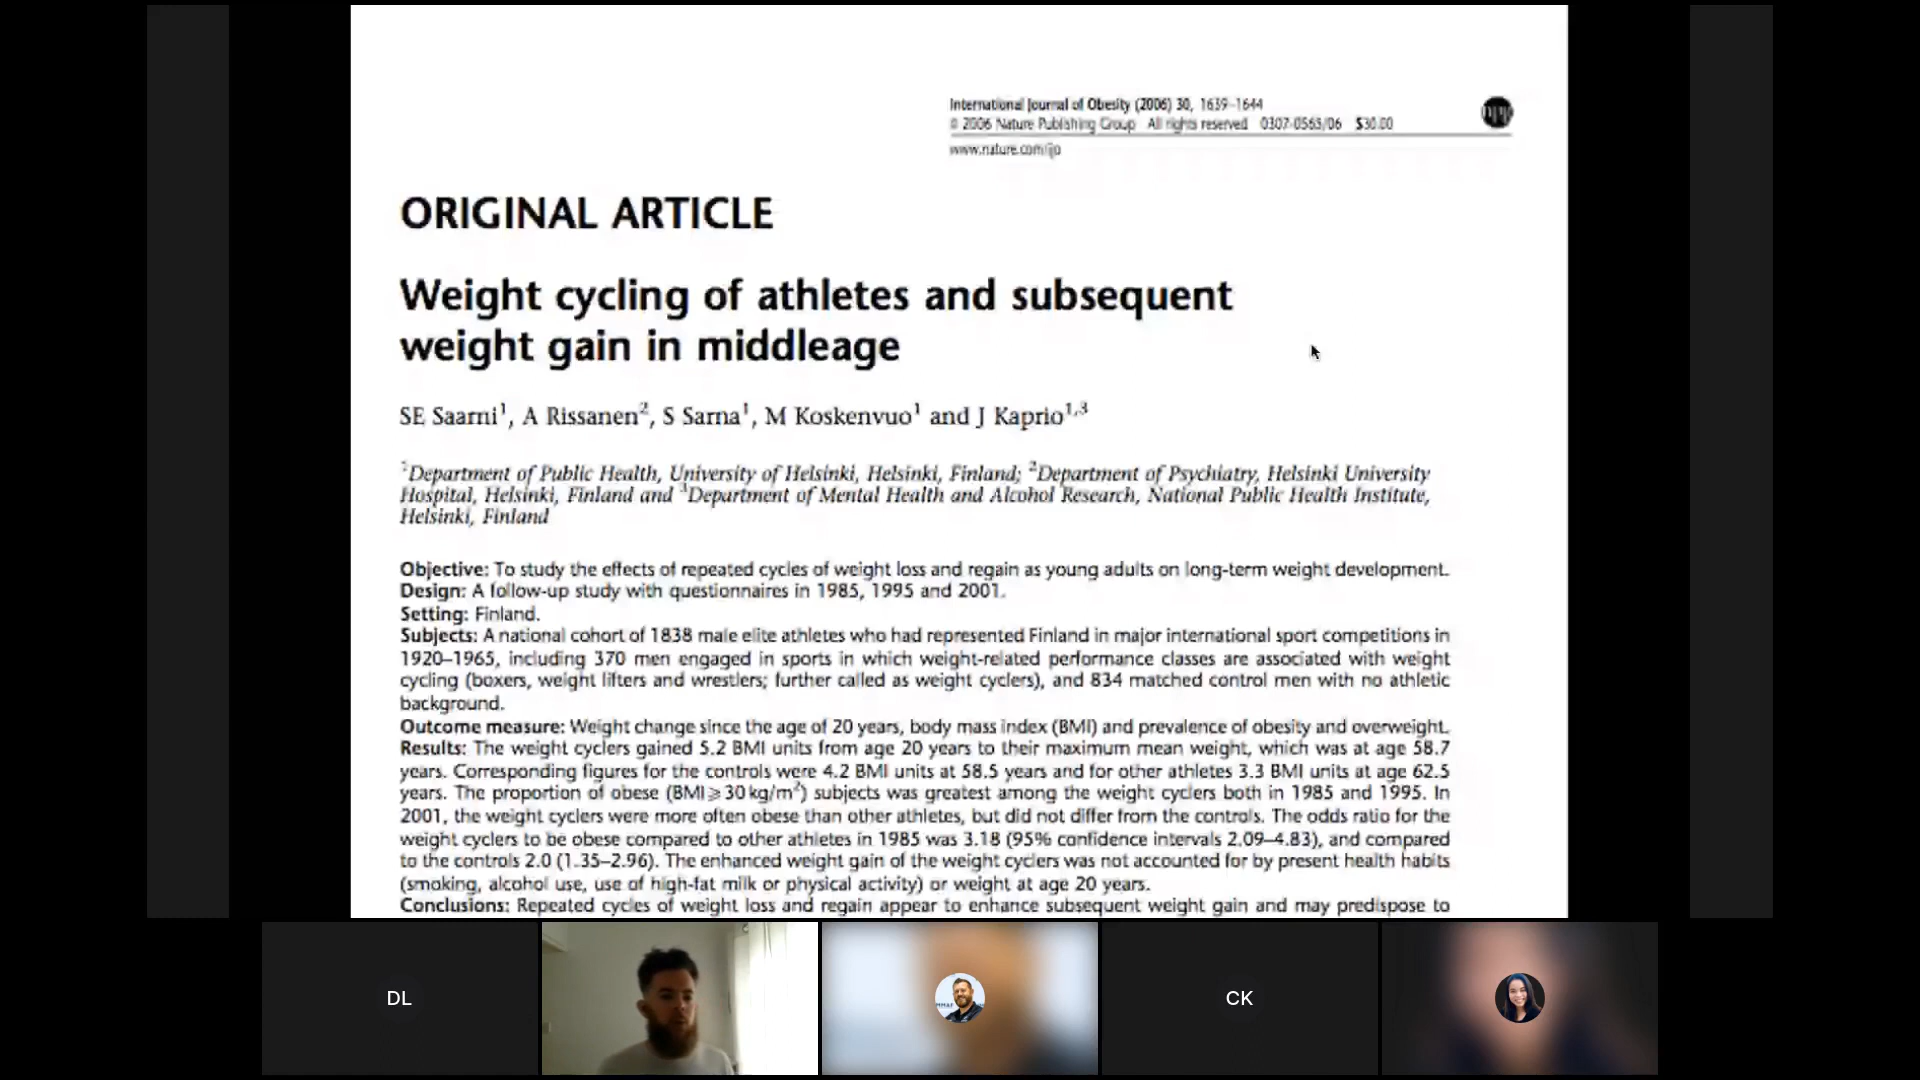 International Journal of Obesity (2006) 30, 1639–1644
© 2006 Nature Publishing Group All rights reserved 0307-0565/06 $30.00
www.nature.com/ijo
ORIGINAL ARTICLE
Weight cycling of athletes and subsequent
weight gain in middleage
SE Saarni¹, A Rissanen², S Sarna¹, M Koskenvuo¹ and J Kaprio¹,³
¹Department of Public Health, University of Helsinki, Helsinki, Finland; ²Department of Psychiatry, Helsinki University
Hospital, Helsinki, Finland and ³Department of Mental Health and Alcohol Research, National Public Health Institute,
Helsinki, Finland
Objective: To study the effects of repeated cycles of weight loss and regain as young adults on long-term weight development.
Design: A follow-up study with questionnaires in 1985, 1995 and 2001.
Setting: Finland.
Subjects: A national cohort of 1838 male elite athletes who had represented Finland in major international sport competitions in
1920–1965, including 370 men engaged in sports in which weight-related performance classes are associated with weight
cycling (boxers, weight lifters and wrestlers; further called as weight cyclers), and 834 matched control men with no athletic
background.
Outcome measure: Weight change since the age of 20 years, body mass index (BMI) and prevalence of obesity and overweight.
Results: The weight cyclers gained 5.2 BMI units from age 20 years to their maximum mean weight, which was at age 58.7
years. Corresponding figures for the controls were 4.2 BMI units at 58.5 years and for other athletes 3.3 BMI units at age 62.5
years. The proportion of obese (BMI ≥ 30 kg/m²) subjects was greatest among the weight cyclers both in 1985 and 1995. In
2001, the weight cyclers were more often obese than other athletes, but did not differ from the controls. The odds ratio for the
weight cyclers to be obese compared to other athletes in 1985 was 3.18 (95% confidence intervals 2.09–4.83), and compared
to the controls 2.0 (1.35–2.96). The enhanced weight gain of the weight cyclers was not accounted for by present health habits
(smoking, alcohol use, use of high-fat milk or physical activity) or weight at age 20 years.
Conclusions: Repeated cycles of weight loss and regain appear to enhance subsequent weight gain and may predispose to
DL
CK